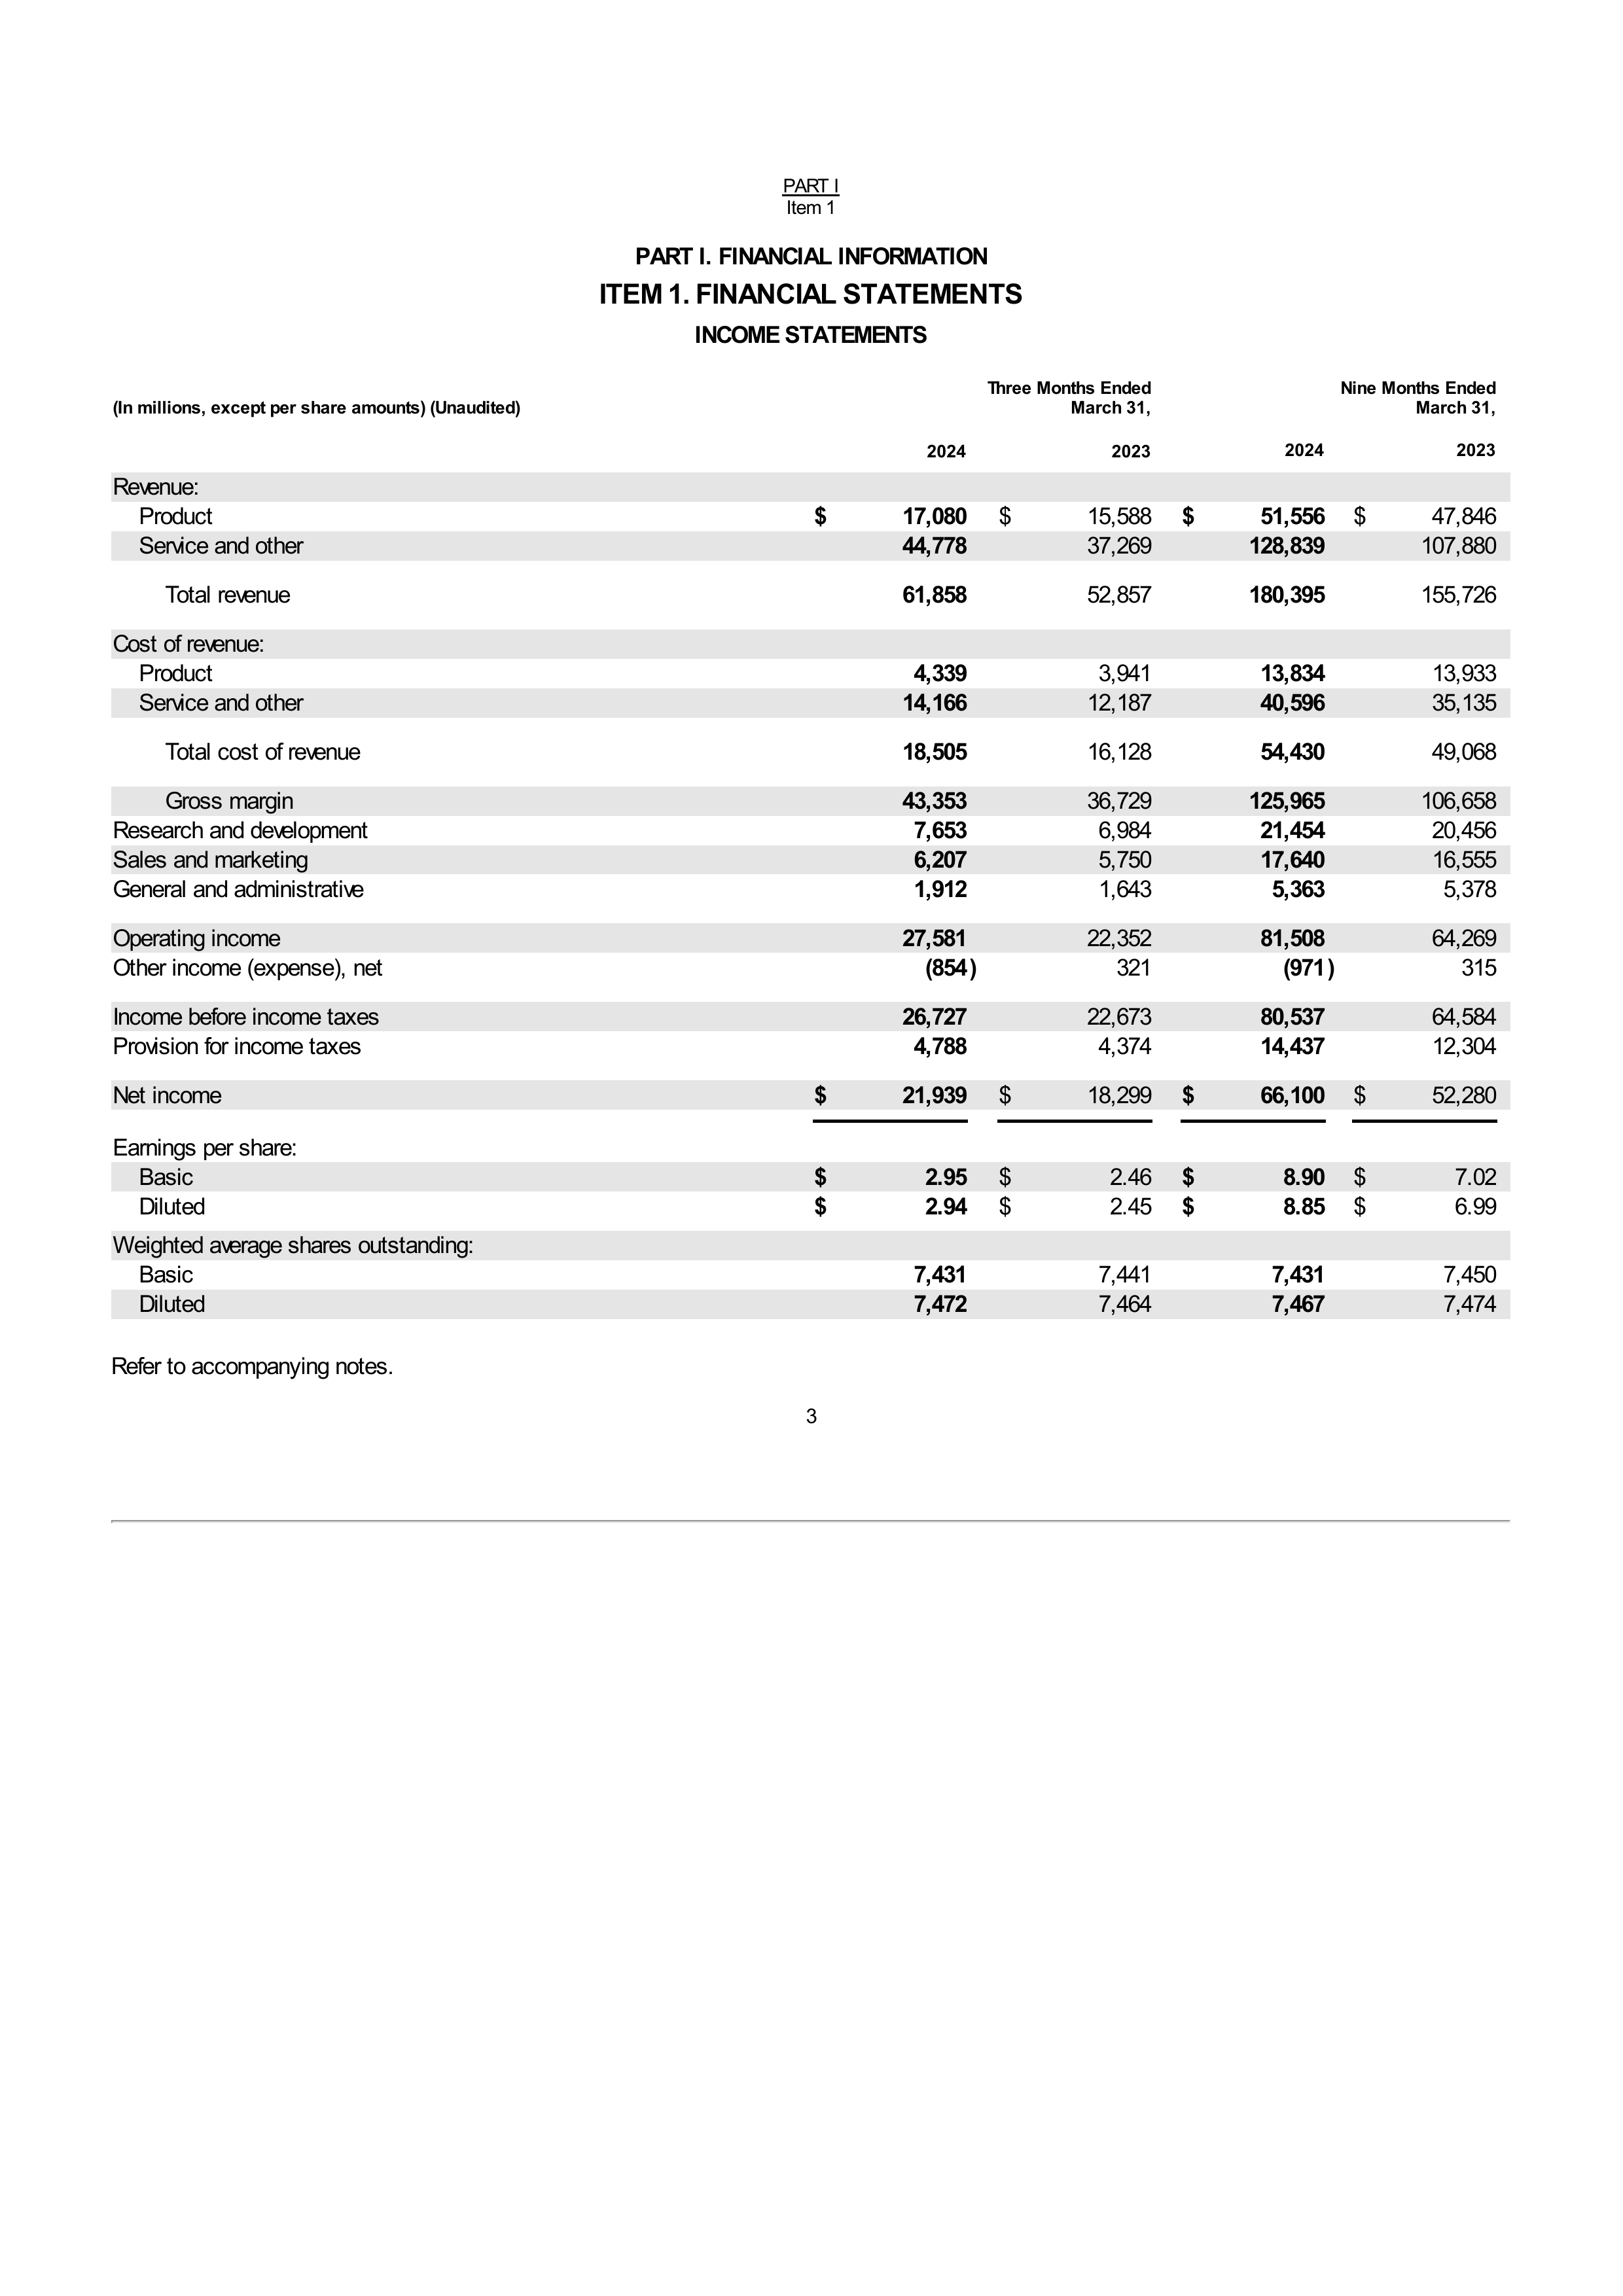 PART I
Item 1
PART I. FINANCIAL INFORMATION
ITEM 1. FINANCIAL STATEMENTS
INCOME STATEMENTS
(In millions, except per share amounts) (Unaudited) Three Months Ended March 31, Nine Months Ended March 31,
2024 2023 2024 2023
Revenue:
Product $ 17,080 $ 15,588 $ 51,556 $ 47,846
Service and other 44,778 37,269 128,839 107,880
Total revenue 61,858 52,857 180,395 155,726
Cost of revenue:
Product 4,339 3,941 13,834 13,933
Service and other 14,166 12,187 40,596 35,135
Total cost of revenue 18,505 16,128 54,430 49,068
Gross margin 43,353 36,729 125,965 106,658
Research and development 7,653 6,984 21,454 20,456
Sales and marketing 6,207 5,750 17,640 16,555
General and administrative 1,912 1,643 5,363 5,378
Operating income 27,581 22,352 81,508 64,269
Other income (expense), net (854) 321 (971) 315
Income before income taxes 26,727 22,673 80,537 64,584
Provision for income taxes 4,788 4,374 14,437 12,304
Net income $ 21,939 $ 18,299 $ 66,100 $ 52,280
Earnings per share:
Basic $ 2.95 $ 2.46 $ 8.90 $ 7.02
Diluted $ 2.94 $ 2.45 $ 8.85 $ 6.99
Weighted average shares outstanding:
Basic 7,431 7,441 7,431 7,450
Diluted 7,472 7,464 7,467 7,474
Refer to accompanying notes.
3